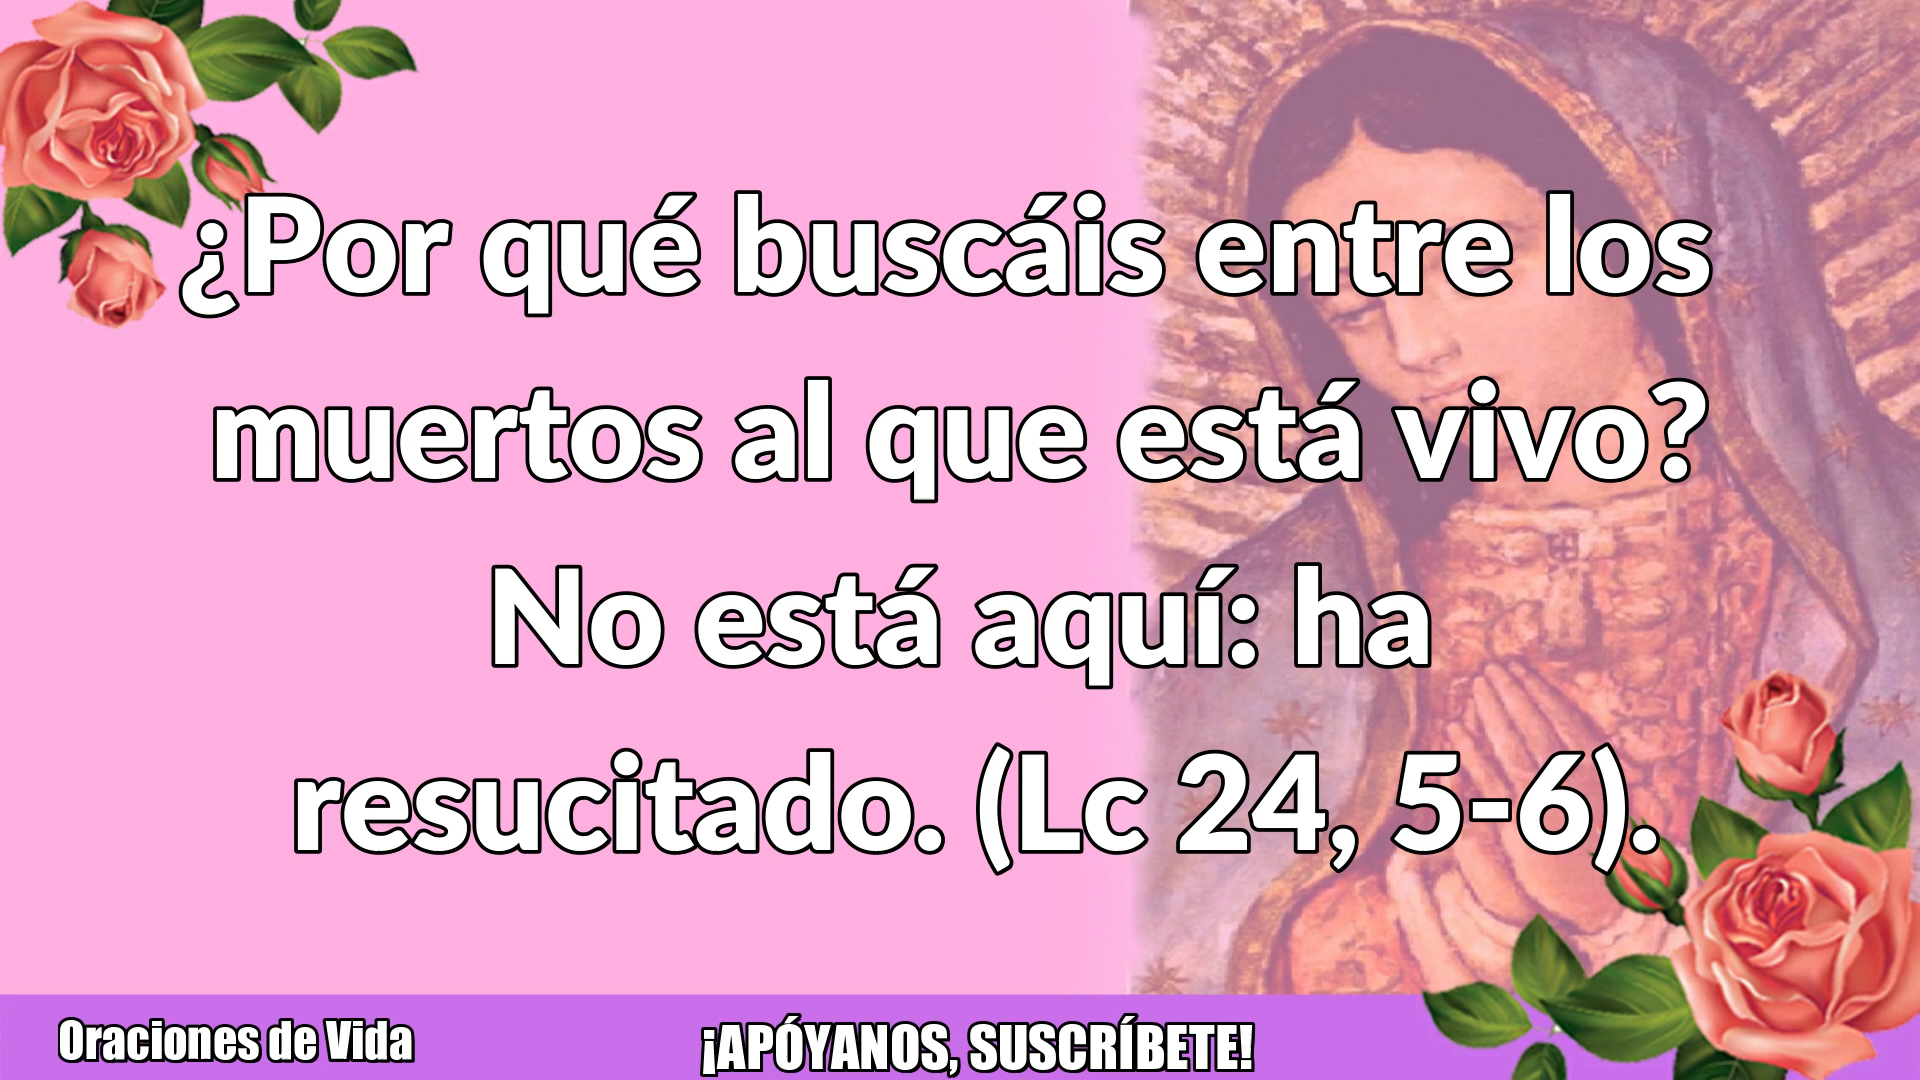 ¿Por qué buscáis entre los
muertos al que está vivo?
No está aquí: ha
resucitado. (Lc 24, 5-6).
Oraciones de Vida
¡APÓYANOS, SUSCRÍBETE!